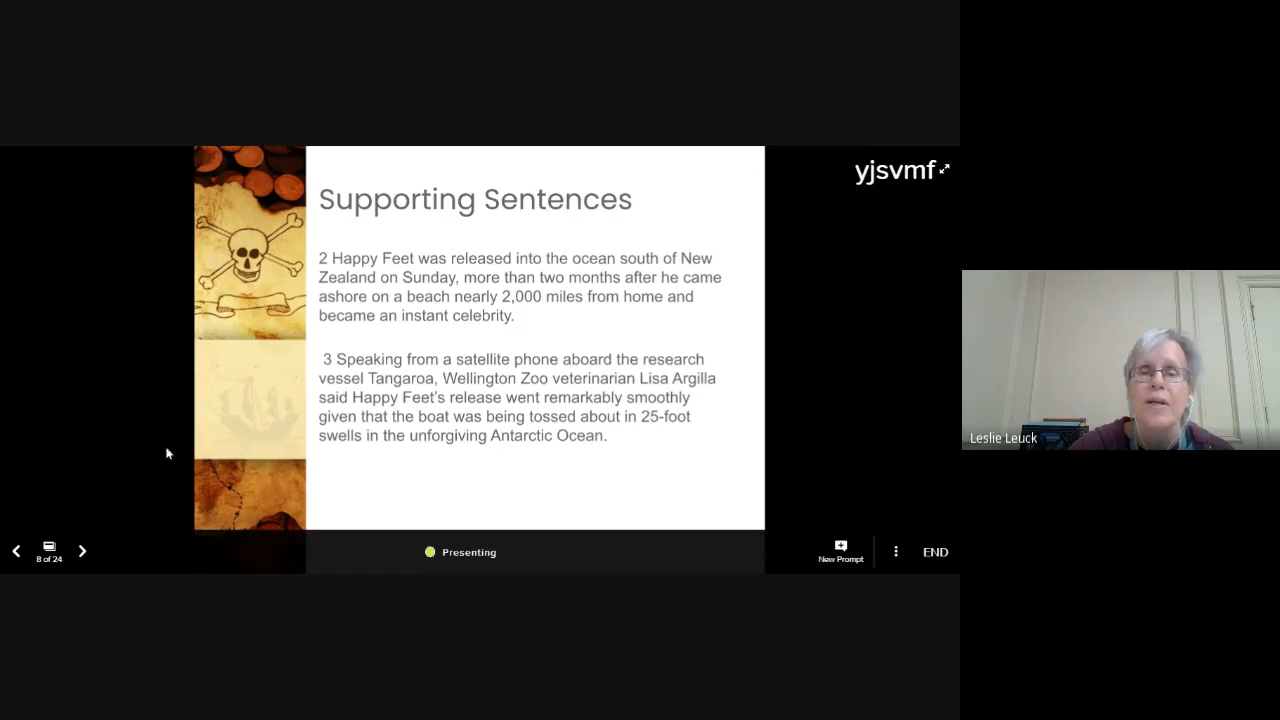 yjsvmf
Supporting Sentences
2 Happy Feet was released into the ocean south of New
Zealand on Sunday, more than two months after he came
ashore on a beach nearly 2,000 miles from home and
became an instant celebrity.
3 Speaking from a satellite phone aboard the research
vessel Tangaroa, Wellington Zoo veterinarian Lisa Argilla
said Happy Feet’s release went remarkably smoothly
given that the boat was being tossed about in 25-foot
swells in the unforgiving Antarctic Ocean.
Leslie Leuck
8 of 24
Presenting
New Prompt
END